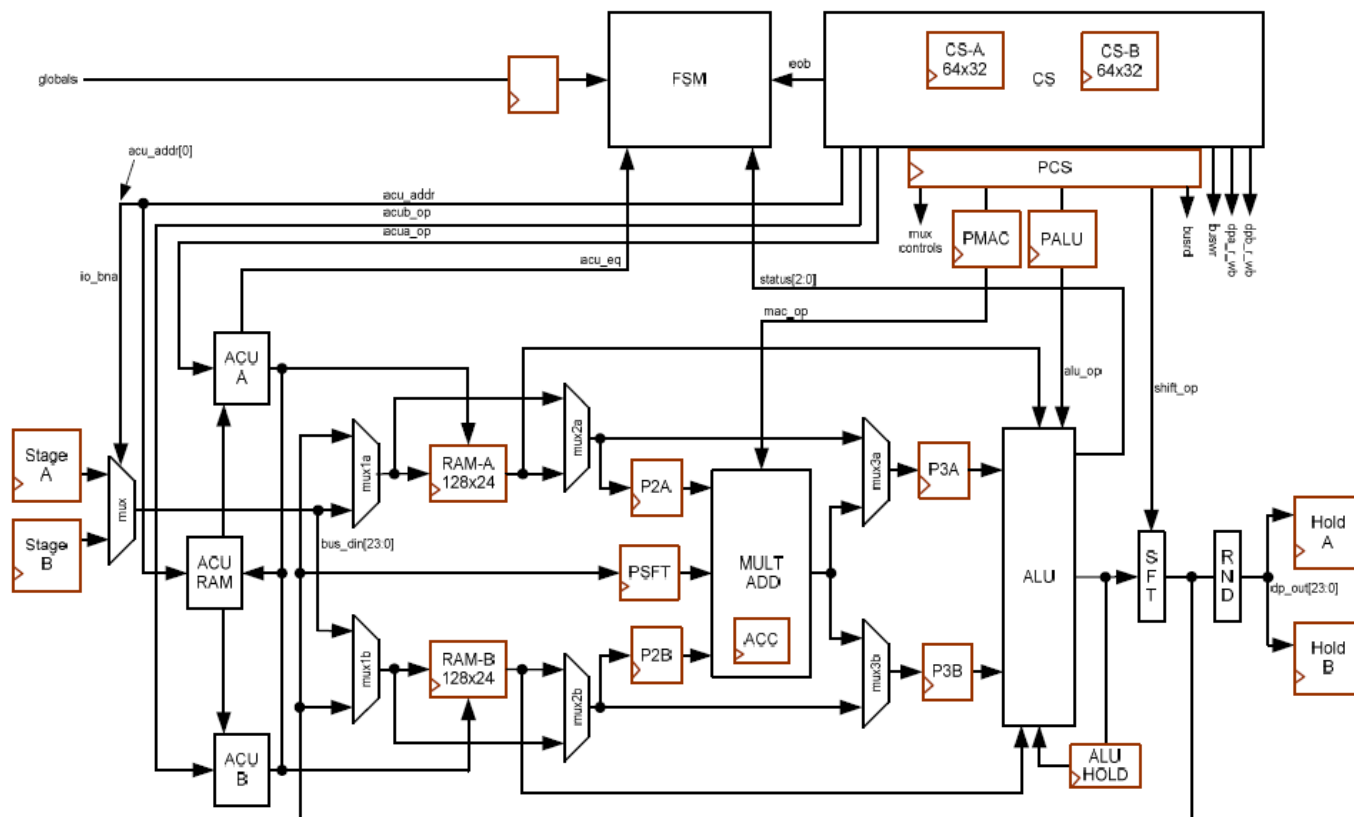 globals
FSM
eob
CS-A
64x32
CS-B
64x32
CS
acu_addr[0]
PCS
acu_addr
acub_op
acua_op
mux
controls
PMAC
PALU
busrd
buswr
dpa_r_wb
dpb_r_wb
io_bna
acu_eq
status[2:0]
mac_op
alu_op
shift_op
ACU
A
Stage
A
mux
Stage
B
mux1a
RAM-A
128x24
mux2a
P2A
mux3a
P3A
bus_din[23:0]
ACU
RAM
PSFT
MULT
ADD
ACC
ALU
SFT
RND
dp_out[23:0]
Hold
A
Hold
B
mux1b
RAM-B
128x24
mux2b
P2B
mux3b
P3B
ACU
B
ALU
HOLD